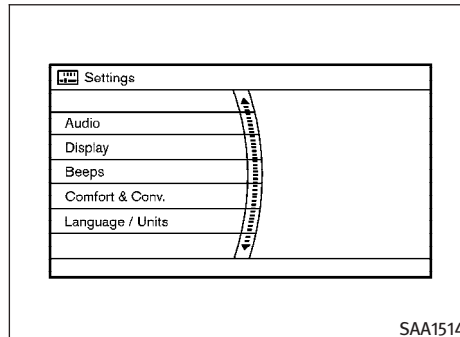 Settings
Audio
Display
Beeps
Comfort & Conv.
Language / Units
SAA1514